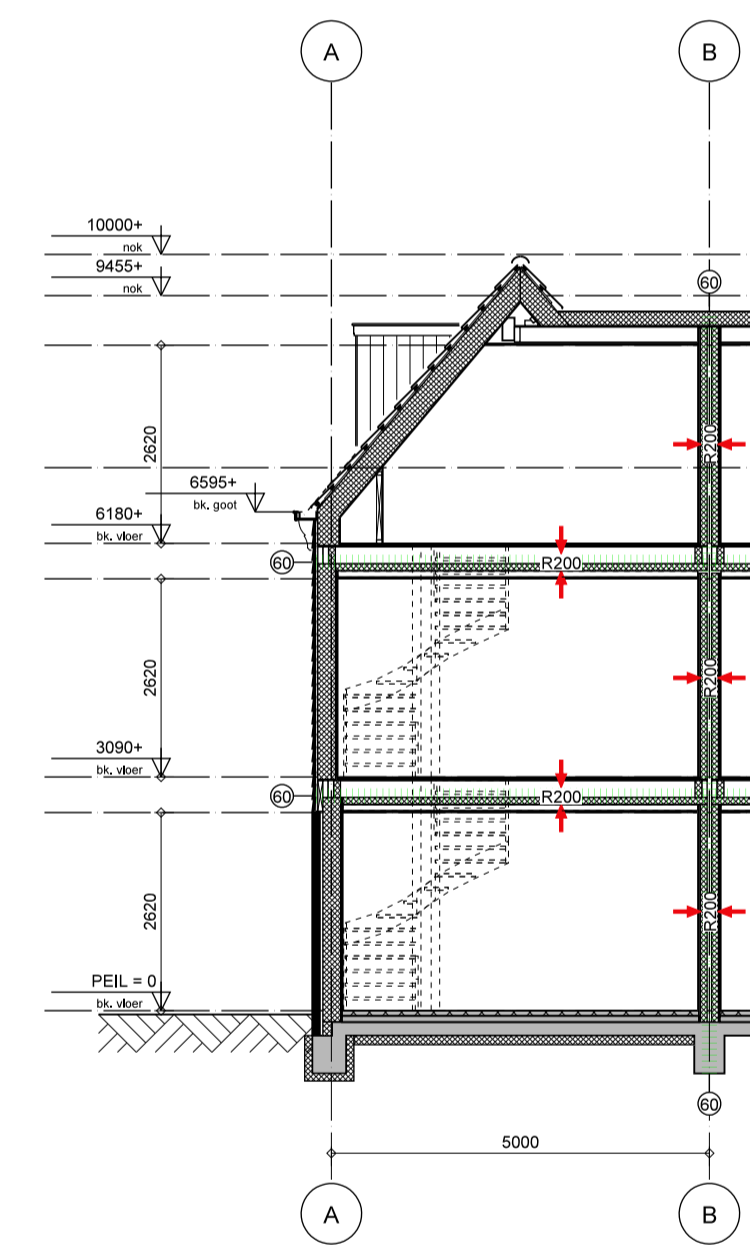 A
B
10000+
nok
9455+
nok
60
2620
R200
6595+
bk. goot
6180+
bk. vloer
60
R200
2620
R200
3090+
bk. vloer
60
R200
2620
R200
PEIL = 0
bk. vloer
60
5000
A
B